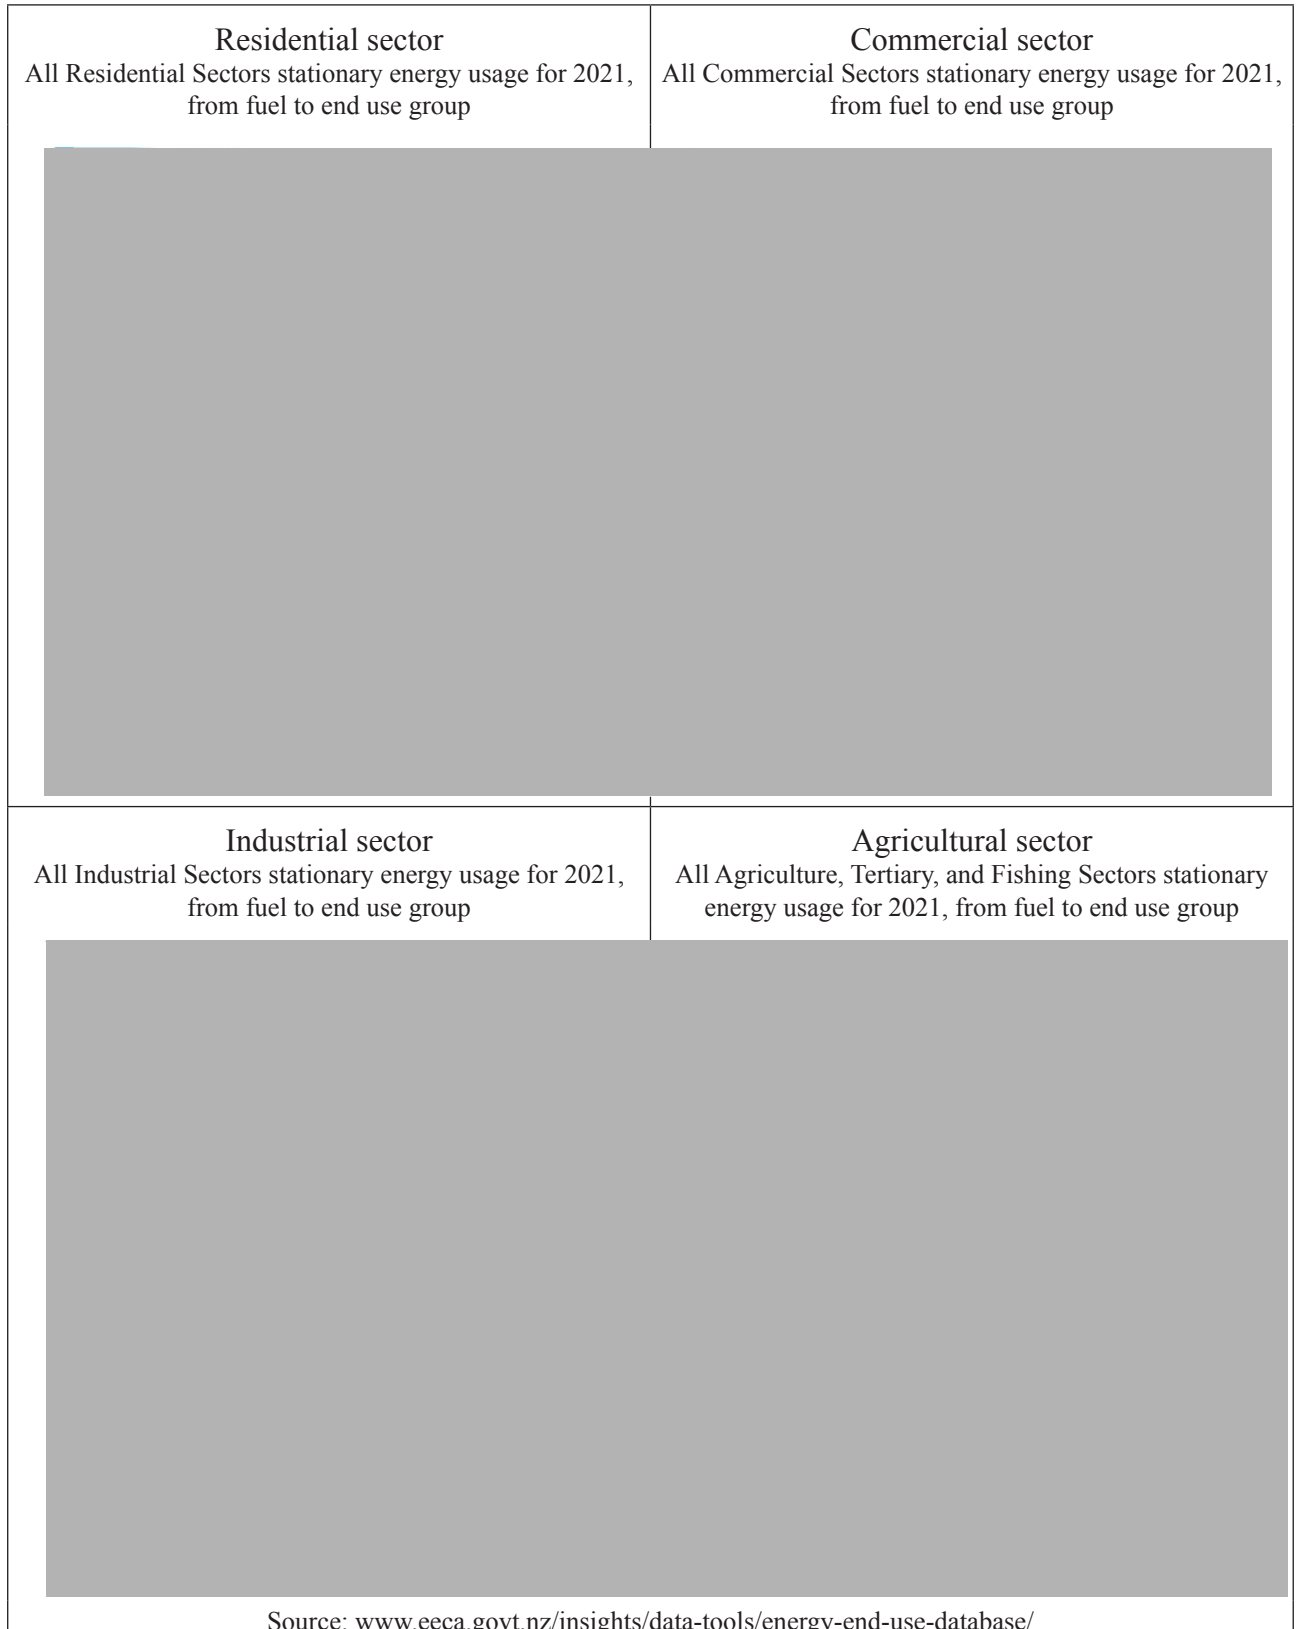 Residential sector
All Residential Sectors stationary energy usage for 2021,
from fuel to end use group
Commercial sector
All Commercial Sectors stationary energy usage for 2021,
from fuel to end use group
Industrial sector
All Industrial Sectors stationary energy usage for 2021,
from fuel to end use group
Agricultural sector
All Agriculture, Tertiary, and Fishing Sectors stationary
energy usage for 2021, from fuel to end use group
Source: www.eeca.govt.nz/insights/data-tools/energy-end-use-database/